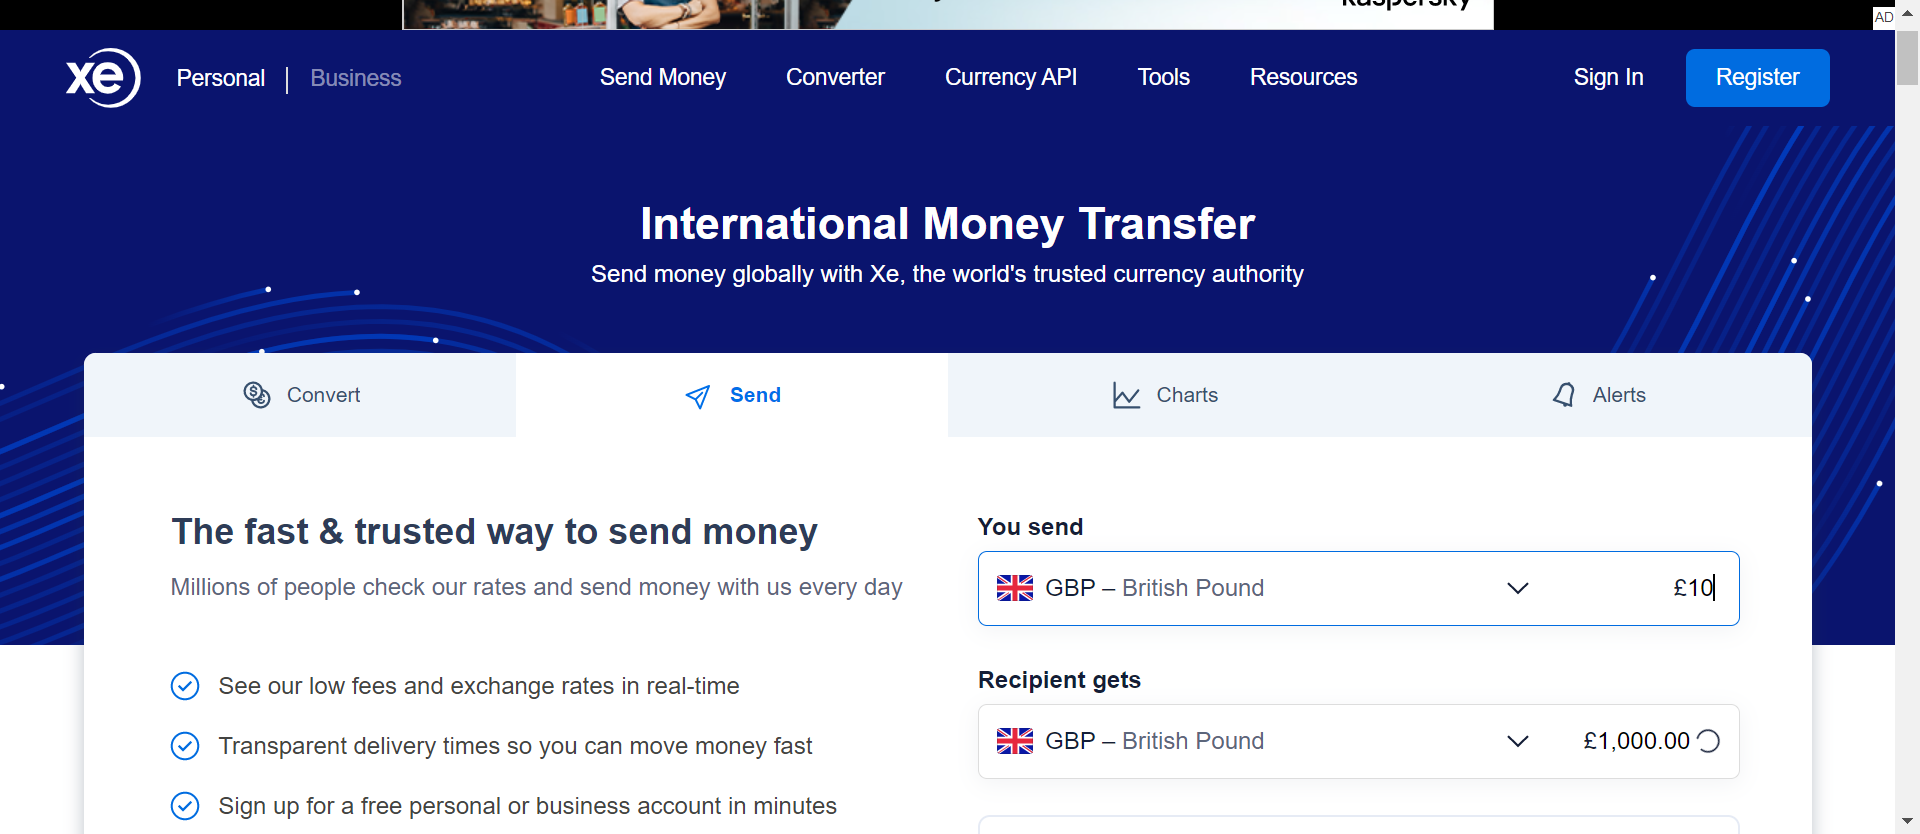 kaspersky
AD
xe
Personal | Business
Send Money
Converter
Currency API
Tools
Resources
Sign In
Register
International Money Transfer
Send money globally with Xe, the world's trusted currency authority
Convert
Send
Charts
Alerts
The fast & trusted way to send money
Millions of people check our rates and send money with us every day
See our low fees and exchange rates in real-time
Transparent delivery times so you can move money fast
Sign up for a free personal or business account in minutes
You send
GBP – British Pound
£10
Recipient gets
GBP – British Pound
£1,000.00